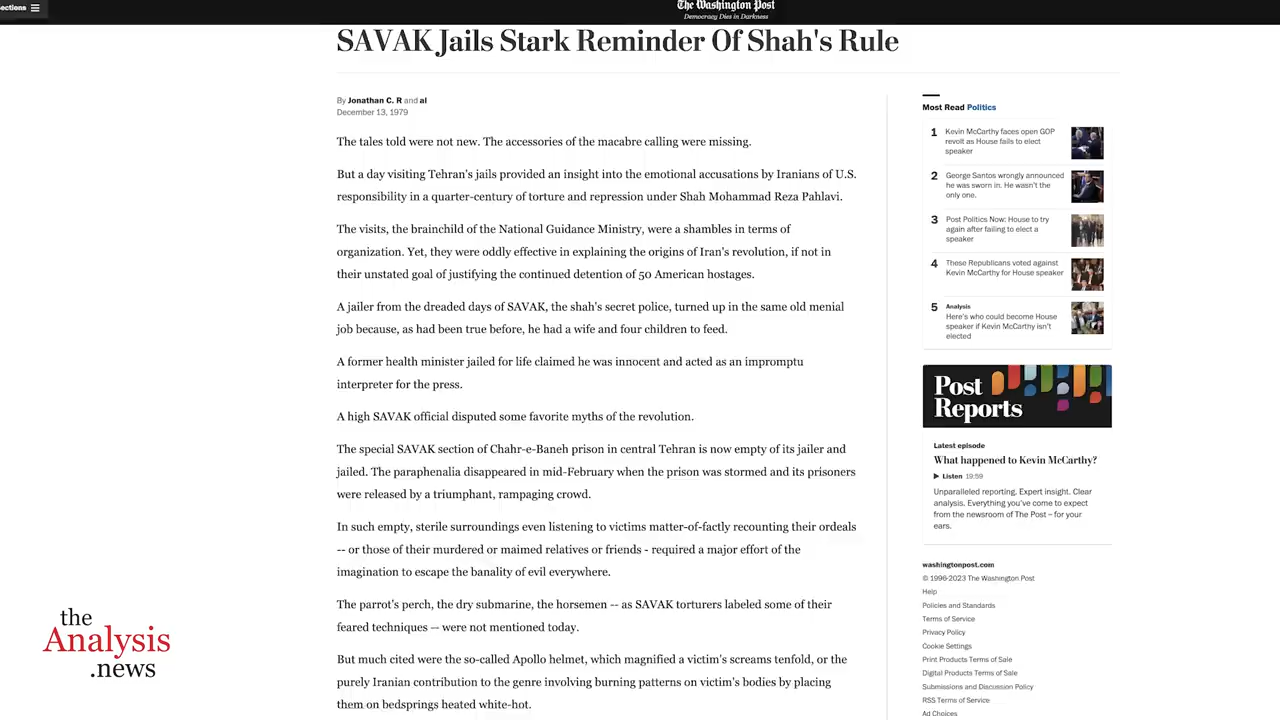 ections
The Washington Post
Democracy Dies in Darkness
SAVAK Jails Stark Reminder Of Shah's Rule
By Jonathan C. R and al
December 13, 1979
The tales told were not new. The accessories of the macabre calling were missing.
But a day visiting Tehran's jails provided an insight into the emotional accusations by Iranians of U.S.
responsibility in a quarter-century of torture and repression under Shah Mohammad Reza Pahlavi.
The visits, the brainchild of the National Guidance Ministry, were a shambles in terms of
organization. Yet, they were oddly effective in explaining the origins of Iran's revolution, if not in
their unstated goal of justifying the continued detention of 50 American hostages.
A jailer from the dreaded days of SAVAK, the shah's secret police, turned up in the same old menial
job because, as had been true before, he had a wife and four children to feed.
A former health minister jailed for life claimed he was innocent and acted as an impromptu
interpreter for the press.
A high SAVAK official disputed some favorite myths of the revolution.
The special SAVAK section of Chahr-e-Baneh prison in central Tehran is now empty of its jailer and
jailed. The paraphenalia disappeared in mid-February when the prison was stormed and its prisoners
were released by a triumphant, rampaging crowd.
In such empty, sterile surroundings even listening to victims matter-of-factly recounting their ordeals
-- or those of their murdered or maimed relatives or friends - required a major effort of the
imagination to escape the banality of evil everywhere.
The parrot's perch, the dry submarine, the horsemen -- as SAVAK torturers labeled some of their
feared techniques -- were not mentioned today.
But much cited were the so-called Apollo helmet, which magnified a victim's screams tenfold, or the
purely Iranian contribution to the genre involving burning patterns on victim's bodies by placing
them on bedsprings heated white-hot.
Most Read Politics
1 Kevin McCarthy faces open GOP
revolt as House fails to elect
speaker
2 George Santos wrongly announced
he was sworn in. He wasn't the
only one.
3 Post Politics Now: House to try
again after failing to elect a
speaker
4 These Republicans voted against
Kevin McCarthy for House speaker
5 Analysis
Here's who could become House
speaker if Kevin McCarthy isn't
elected
Post
Reports
Latest episode
What happened to Kevin McCarthy?
Listen 19:59
Unparalleled reporting. Expert insight. Clear
analysis. Everything you've come to expect
from the newsroom of The Post – for your
ears.
washingtonpost.com
© 1996-2023 The Washington Post
Help
Policies and Standards
Terms of Service
Privacy Policy
Cookie Settings
Print Products Terms of Sale
Digital Products Terms of Sale
Submissions and Discussion Policy
RSS Terms of Service
Ad Choices
the
Analysis
.news